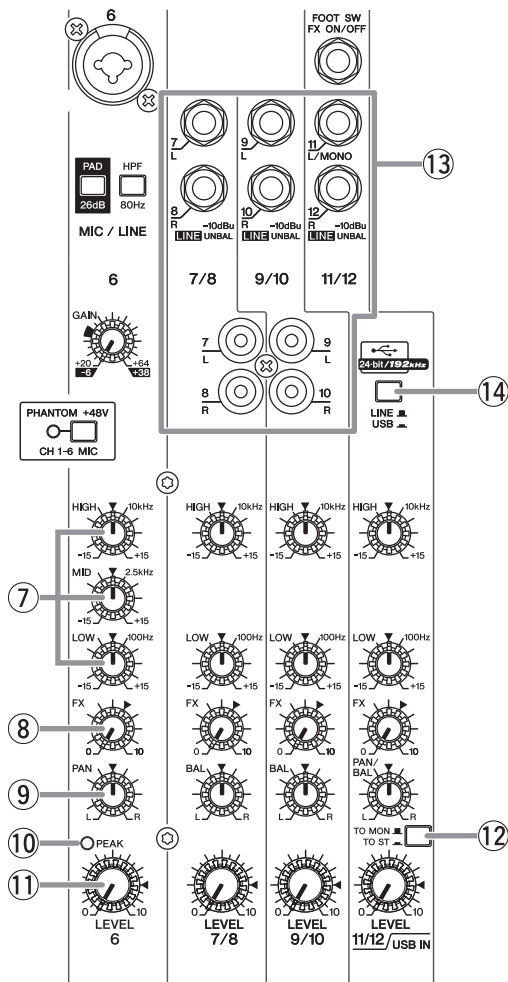 6
FOOT SW
FX ON/OFF
7
L
9
L
11
L/MONO
⑬
PAD
26dB
HPF
80Hz
8
R
-10dBu
LINE UNBAL
10
R
-10dBu
LINE UNBAL
12
R
-10dBu
LINE UNBAL
MIC / LINE
6
7/8
9/10
11/12
GAIN
+20 +64
-6 +38
7
L
9
L
8
R
10
R
24-bit/192kHz
LINE
USB
⑭
PHANTOM +48V
CH 1-6 MIC
HIGH 10kHz
-15 +15
HIGH 10kHz
-15 +15
HIGH 10kHz
-15 +15
HIGH 10kHz
-15 +15
⑦
MID 2.5kHz
-15 +15
LOW 100Hz
-15 +15
LOW 100Hz
-15 +15
LOW 100Hz
-15 +15
LOW 100Hz
-15 +15
⑧
FX
0 10
FX
0 10
FX
0 10
FX
0 10
⑨
PAN
L R
BAL
L R
BAL
L R
PAN/
BAL
L R
⑩
PEAK
TO MON
TO ST
⑫
⑪
0 10
LEVEL
6
0 10
LEVEL
7/8
0 10
LEVEL
9/10
0 10
LEVEL
11/12/USB IN